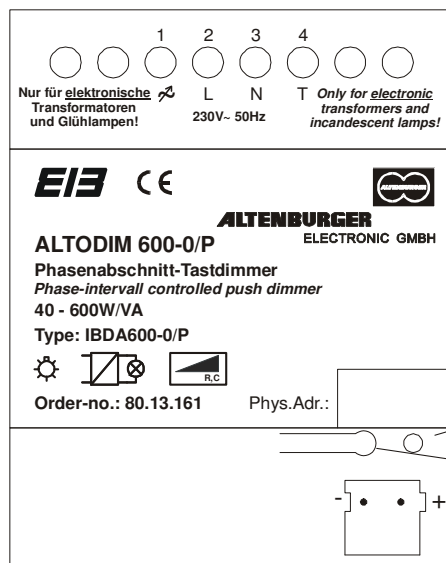 1 2 3 4
L N T
Nur für elektronische
Transformatoren
und Glühlampen!
230V~ 50Hz
Only for electronic
transformers and
incandescent lamps!
EIB CE
ALTENBURGER
ALTENBURGER
ELECTRONIC GMBH
ALTODIM 600-0/P
Phasenabschnitt-Tastdimmer
Phase-intervall controlled push dimmer
40 - 600W/VA
Type: IBDA600-0/P
R,C
Order-no.: 80.13.161 Phys.Adr.:
- +